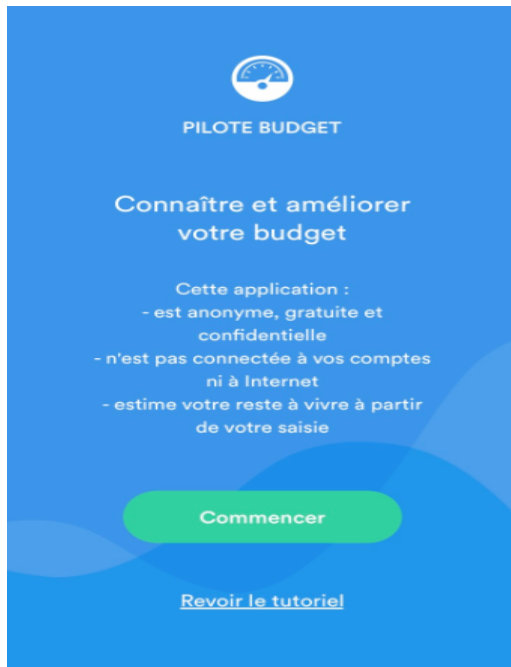 PILOTE BUDGET
Connaître et améliorer
votre budget
Cette application :
- est anonyme, gratuite et
confidentielle
- n'est pas connectée à vos comptes
ni à Internet
- estime votre reste à vivre à partir
de votre saisie
Commencer
Revoir le tutoriel